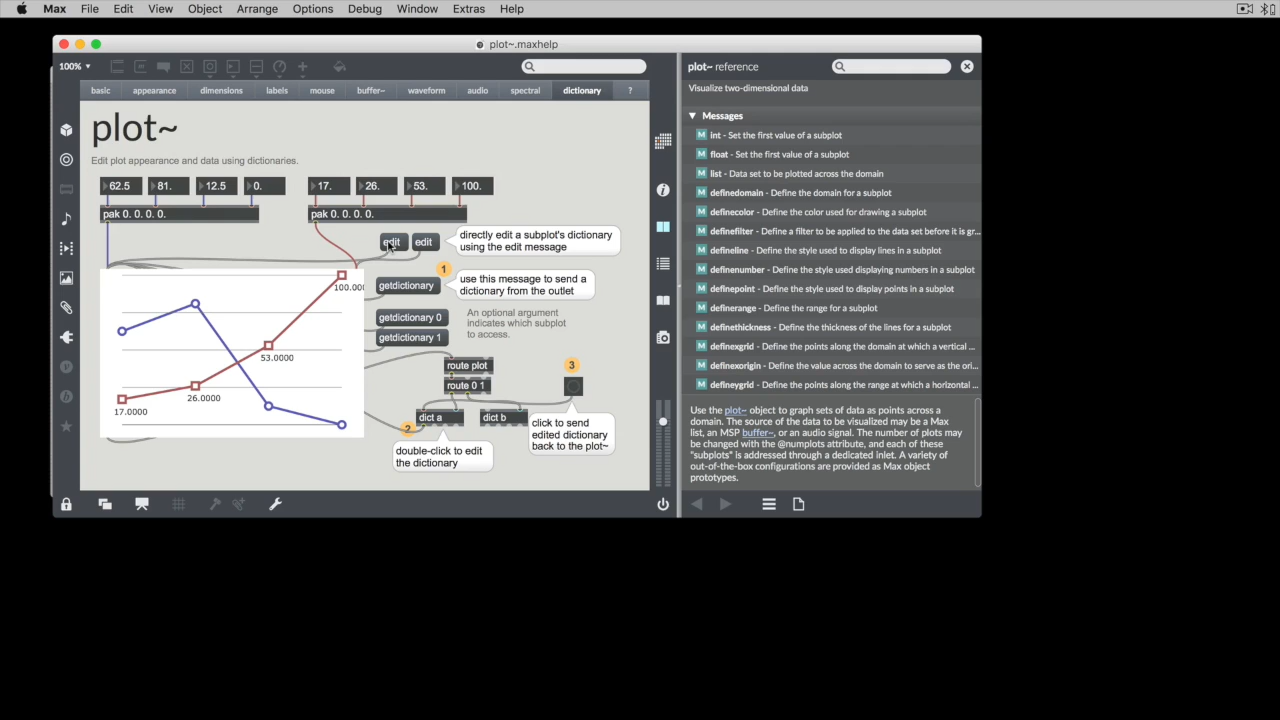 Max File Edit View Object Arrange Options Debug Window Extras Help
plot~.maxhelp
100%
plot~ reference
basic appearance dimensions labels mouse buffer~ waveform audio spectral dictionary ?
Visualize two-dimensional data
plot~
Edit plot appearance and data using dictionaries.
62.5 81. 12.5 0. 17. 26. 53. 100.
pak 0. 0. 0. 0. pak 0. 0. 0. 0.
edit edit
directly edit a subplot's dictionary
using the edit message
1
getdictionary
use this message to send a
dictionary from the outlet
getdictionary 0
getdictionary 1
An optional argument
indicates which subplot
to access.
100.000
53.0000
26.0000
17.0000
route plot
route 0 1
3
dict a dict b
2
click to send
edited dictionary
back to the plot~
double-click to edit
the dictionary
Messages
M int - Set the first value of a subplot
M float - Set the first value of a subplot
M list - Data set to be plotted across the domain
M definedomain - Define the domain for a subplot
M definecolor - Define the color used for drawing a subplot
M definefilter - Define a filter to be applied to the data set before it is gr...
M defineline - Define the style used to display lines in a subplot
M definenumber - Define the style used displaying numbers in a subplot
M definepoint - Define the style used to display points in a subplot
M definerange - Define the range for a subplot
M definethickness - Define the thickness of the lines for a subplot
M definexgrid - Define the points along the domain at which a vertical ...
M definexorigin - Define the value across the domain to serve as the ori...
M defineygrid - Define the points along the range at which a horizontal ...
Use the plot~ object to graph sets of data as points across a
domain. The source of the data to be visualized may be a Max
list, an MSP buffer~, or an audio signal. The number of plots may
be changed with the @numplots attribute, and each of these
"subplots" is addressed through a dedicated inlet. A variety of
out-of-the-box configurations are provided as Max object
prototypes.